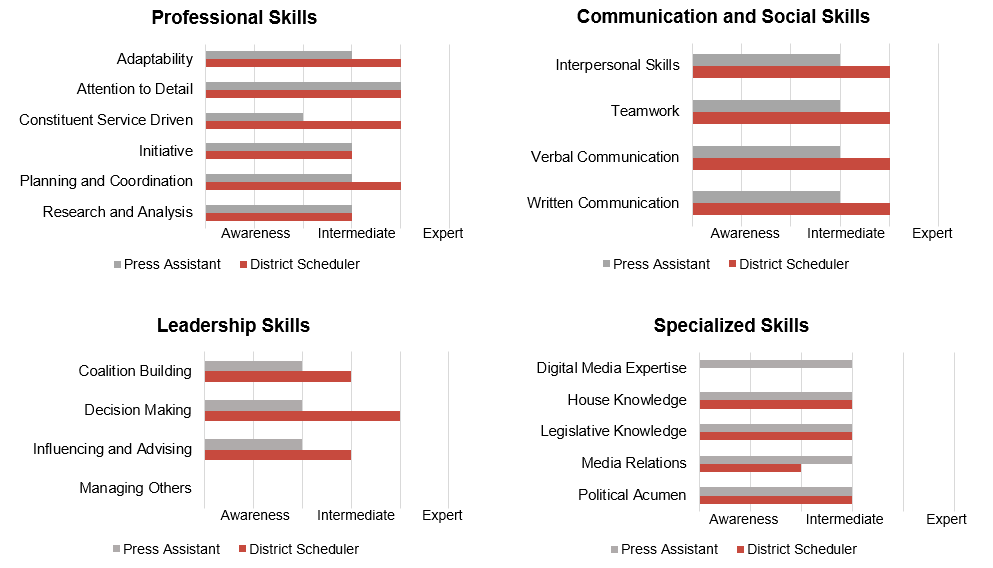 Professional Skills
Adaptability
Attention to Detail
Constituent Service Driven
Initiative
Planning and Coordination
Research and Analysis
Awareness Intermediate Expert
Press Assistant District Scheduler
Communication and Social Skills
Interpersonal Skills
Teamwork
Verbal Communication
Written Communication
Awareness Intermediate Expert
Press Assistant District Scheduler
Leadership Skills
Coalition Building
Decision Making
Influencing and Advising
Managing Others
Awareness Intermediate Expert
Press Assistant District Scheduler
Specialized Skills
Digital Media Expertise
House Knowledge
Legislative Knowledge
Media Relations
Political Acumen
Awareness Intermediate Expert
Press Assistant District Scheduler